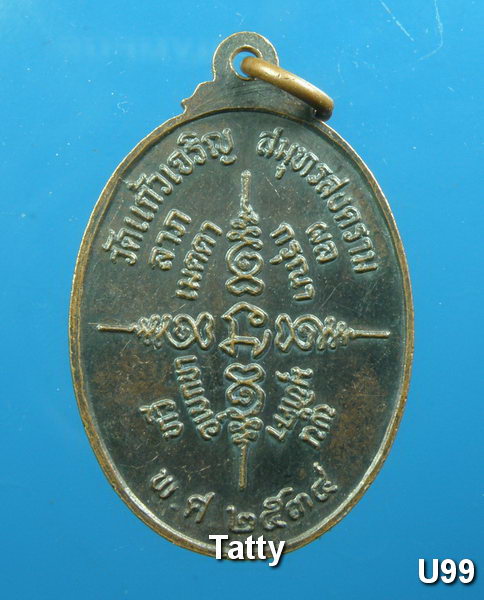 วัดแก้วเจริญ สมุทรสงคราม
ลาภ ผล
เมตตา กรุณา
พ.ศ ๒๕๓๙
Tatty
U99